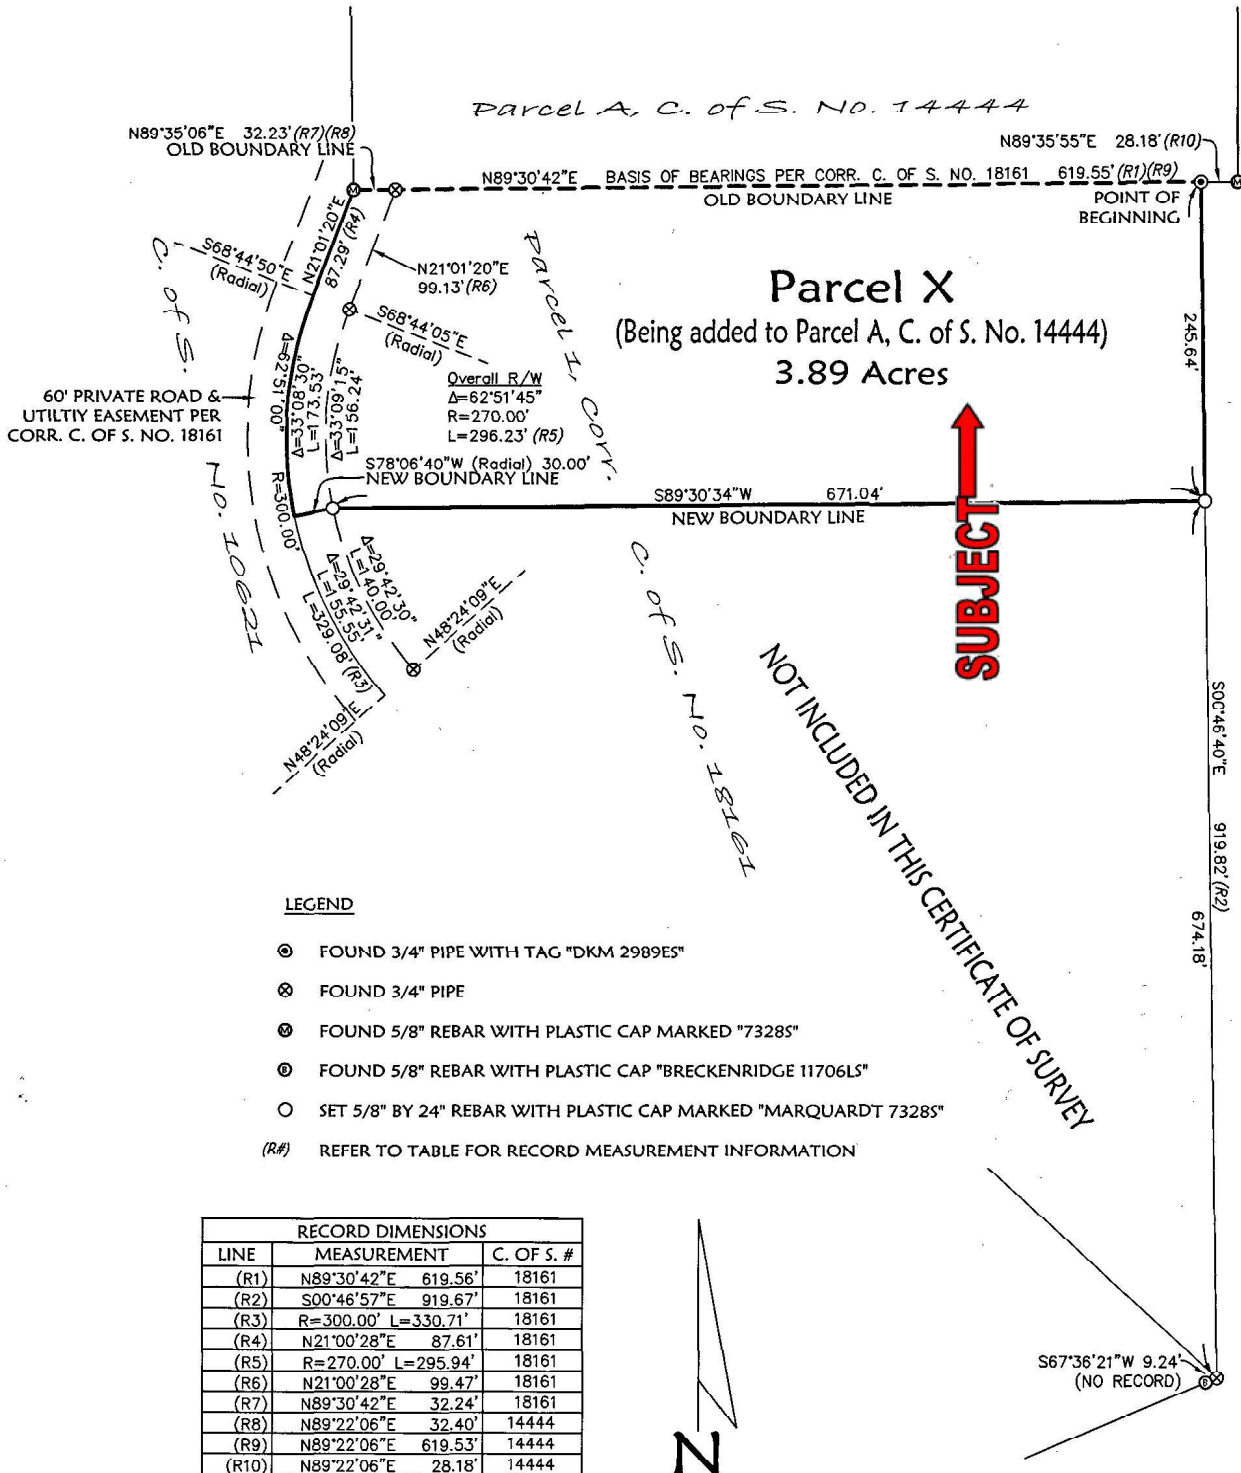 Parcel A, C. of S. No. 14444
N89°35'06"E 32.23' (R7)(R8)
OLD BOUNDARY LINE
N89°35'55"E 28.18' (R10)
N89°30'42"E BASIS OF BEARINGS PER CORR. C. OF S. NO. 18161 619.55' (R1)(R9)
OLD BOUNDARY LINE
POINT OF
BEGINNING
N21°01'20"E
87.29' (R4)
S68°44'50"E
(Radial)
N21°01'20"E
99.13' (R6)
S68°44'05"E
(Radial)
C. of S. No. 10621
Parcel 1, Corr. C. of S. No. 18161
Parcel X
(Being added to Parcel A, C. of S. No. 14444)
3.89 Acres
245.64'
Overall R/W
Δ=62°51'45"
R=270.00'
L=296.23' (R5)
60' PRIVATE ROAD &
UTILTIY EASEMENT PER
CORR. C. OF S. NO. 18161
Δ=62°51'00"
R=300.00'
L=329.08' (R3)
Δ=33°08'30"
L=173.53'
Δ=33°09'15"
L=156.24'
S78°06'40"W (Radial) 30.00'
NEW BOUNDARY LINE
S89°30'34"W 671.04'
NEW BOUNDARY LINE
SUBJECT
Δ=29°42'30"
L=140.00'
Δ=29°42'31"
L=155.55'
N48°24'09"E
(Radial)
N48°24'09"E
(Radial)
NOT INCLUDED IN THIS CERTIFICATE OF SURVEY
S0C°46'40"E 919.82' (R2)
674.18'
LEGEND
FOUND 3/4" PIPE WITH TAG "DKM 2989ES"
FOUND 3/4" PIPE
M FOUND 5/8" REBAR WITH PLASTIC CAP MARKED "7328S"
B FOUND 5/8" REBAR WITH PLASTIC CAP "BRECKENRIDGE 11706LS"
SET 5/8" BY 24" REBAR WITH PLASTIC CAP MARKED "MARQUARDT 7328S"
(R#) REFER TO TABLE FOR RECORD MEASUREMENT INFORMATION
RECORD DIMENSIONS
LINE MEASUREMENT C. OF S. #
(R1) N89°30'42"E 619.56' 18161
(R2) S00°46'57"E 919.67' 18161
(R3) R=300.00' L=330.71' 18161
(R4) N21°00'28"E 87.61' 18161
(R5) R=270.00' L=295.94' 18161
(R6) N21°00'28"E 99.47' 18161
(R7) N89°30'42"E 32.24' 18161
(R8) N89°22'06"E 32.40' 14444
(R9) N89°22'06"E 619.53' 14444
(R10) N89°22'06"E 28.18' 14444
S67°36'21"W 9.24'
(NO RECORD)
N